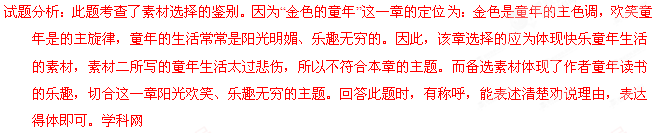 试题分析：此题考查了素材选择的鉴别。因为“金色的童年”这一章的定位为：金色是童年的主色调，欢笑童
年是的主旋律，童年的生活常常是阳光明媚、乐趣无穷的。因此，该章选择的应为体现快乐童年生活
的素材，素材二所写的童年生活太过悲伤，所以不符合本章的主题。而备选素材体现了作者童年读书
的乐趣，切合这一章阳光欢笑、乐趣无穷的主题。回答此题时，有称呼，能表述清楚劝说理由，表达
得体即可。学科网